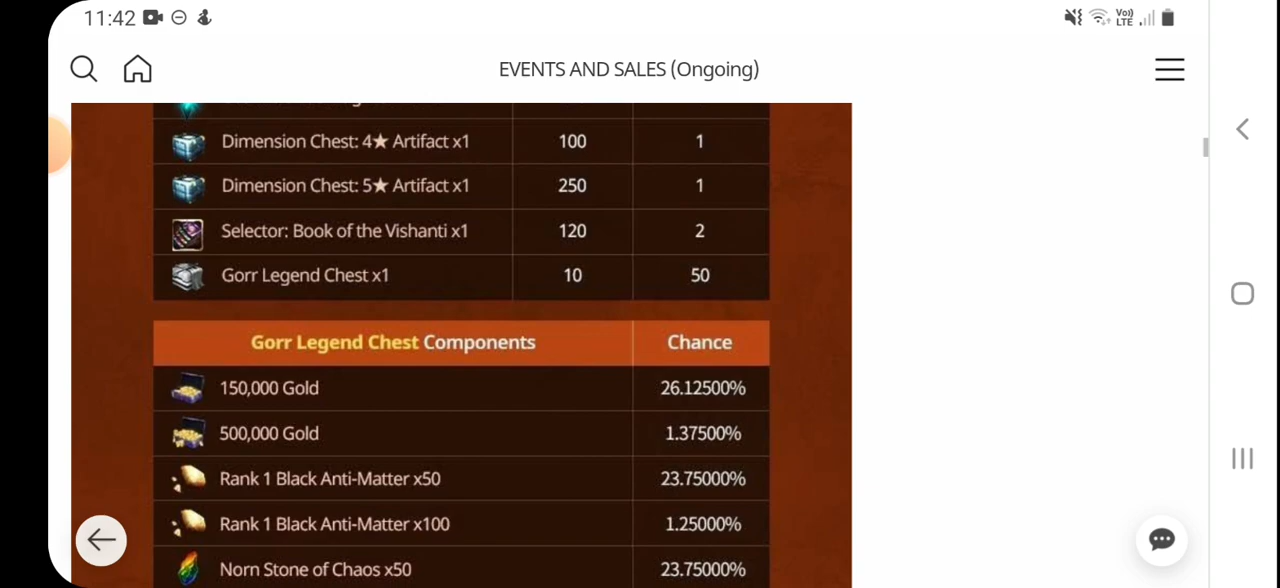 11:42
Vo)) LTE
EVENTS AND SALES (Ongoing)
Dimension Chest: 4★ Artifact x1 100 1
Dimension Chest: 5★ Artifact x1 250 1
Selector: Book of the Vishanti x1 120 2
Gorr Legend Chest x1 10 50
Gorr Legend Chest Components Chance
150,000 Gold 26.12500%
500,000 Gold 1.37500%
Rank 1 Black Anti-Matter x50 23.75000%
Rank 1 Black Anti-Matter x100 1.25000%
Norn Stone of Chaos x50 23.75000%